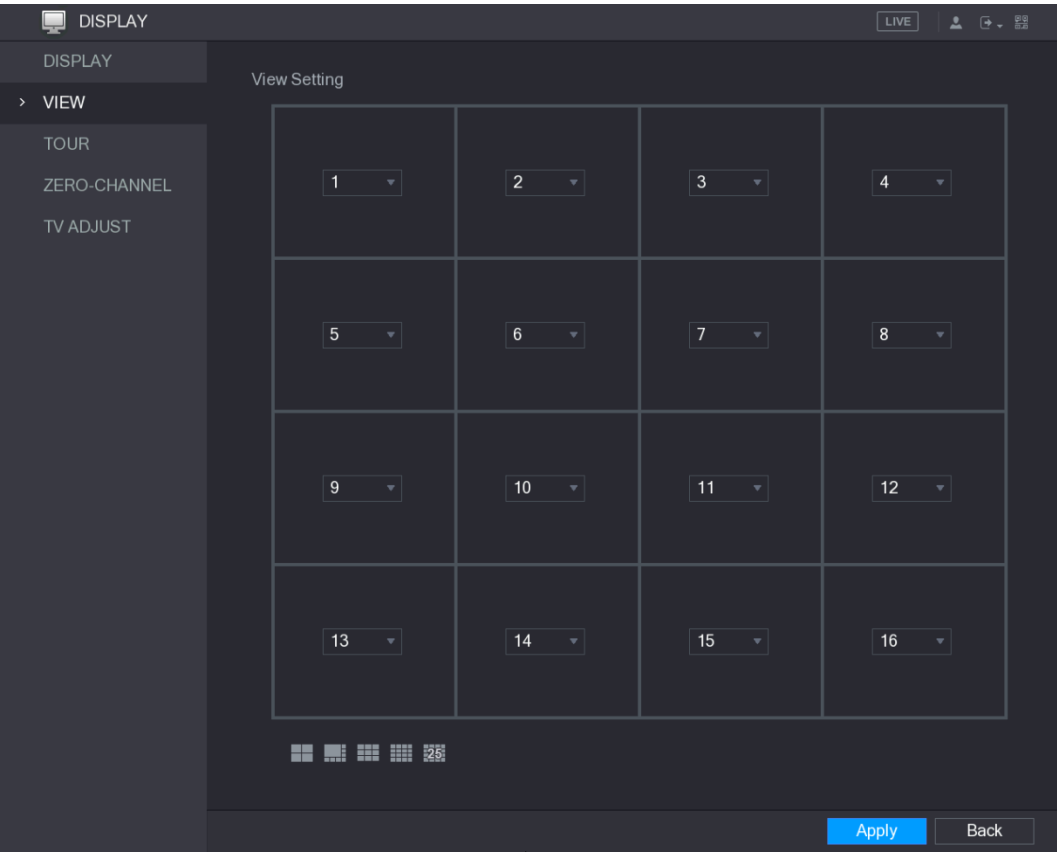 DISPLAY
LIVE
DISPLAY
VIEW
TOUR
ZERO-CHANNEL
TV ADJUST
View Setting
1 2 3 4
5 6 7 8
9 10 11 12
13 14 15 16
25
Apply Back